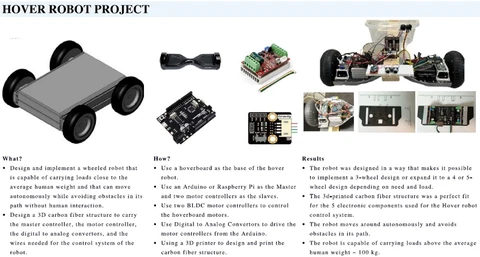 HOVER ROBOT PROJECT
What?
• Design and implement a wheeled robot that
is capable of carrying loads close to the
average human weight and that can move
autonomously while avoiding obstacles in its
path without human interaction.
• Design a 3D carbon fiber structure to carry
the master controller, the motor controller,
the digital to analog converters, and the
wires needed for the control system of the
robot.
How?
• Use a hoverboard as the base of the hover
robot.
• Use an Arduino or Raspberry Pi as the Master
and two motor controllers as the slaves.
• Use two BLDC motor controllers to control
the hoverboard motors.
• Use Digital to Analog Convertors to drive the
motor controllers from the Arduino.
• Using a 3D printer to design and print the
carbon fiber structure.
Results
• The robot was designed in a way that makes it possible
to implement a 3-wheel design or expand it to a 4 or 5-
wheel design depending on need and load.
• The 3d-printed carbon fiber structure was a perfect fit
for the 5 electronic components used for the Hover robot
control system.
• The robot moves around autonomously and avoids
obstacles in its path.
• The robot is capable of carrying loads above the average
human weight ~ 100 kg.